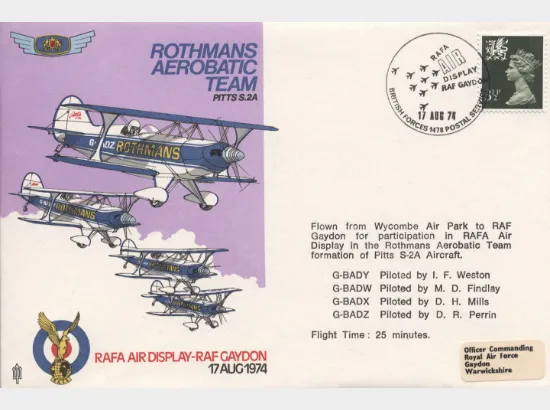 ROTHMANS
AEROBATIC
TEAM
PITTS S.2A
G-BADZ ROTHMANS
RAFA AIR DISPLAY-RAF GAYDON
17 AUG 1974
RAFA
AIR
DISPLAY
RAF GAYDON
17 AUG 74
BRITISH FORCES 1478 POSTAL SERVICE
Flown from Wycombe Air Park to RAF
Gaydon for participation in RAFA Air
Display in the Rothmans Aerobatic Team
formation of Pitts S-2A Aircraft.
G-BADY Piloted by I. F. Weston
G-BADW Piloted by M. D. Findlay
G-BADX Piloted by D. H. Mills
G-BADZ Piloted by D. R. Perrin
Flight Time : 25 minutes.
Officer Commanding
Royal Air Force
Gaydon
Warwickshire